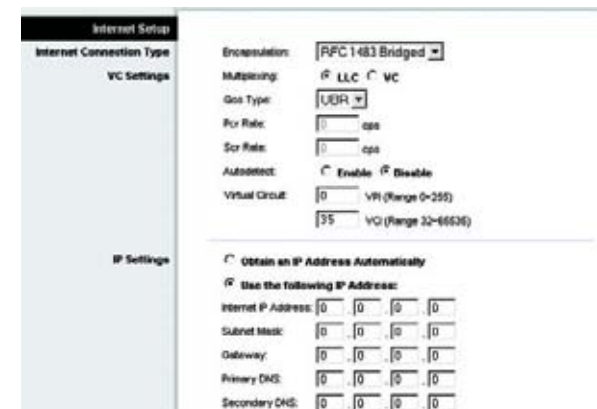 Internet Setup
Internet Connection Type
Encapsulation: RFC 1483 Bridged
VC Settings
Multiplexing: LLC VC
Qos Type: UBR
Pcr Rate: 0 cps
Scr Rate: 0 cps
Autodetect: Enable Disable
Virtual Circuit: 0 VPI (Range 0~255)
35 VCI (Range 32~65535)
IP Settings
Obtain an IP Address Automatically
Use the following IP Address:
Internet IP Address: 0 . 0 . 0 . 0
Subnet Mask: 0 . 0 . 0 . 0
Gateway: 0 . 0 . 0 . 0
Primary DNS: 0 . 0 . 0 . 0
Secondary DNS: 0 . 0 . 0 . 0